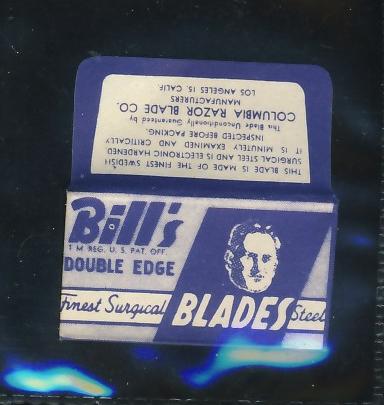 THIS BLADE IS MADE OF THE FINEST SWEDISH
SURGICAL STEEL AND IS ELECTRONIC HARDENED
IT IS MINUTELY EXAMINED AND CRITICALLY
INSPECTED BEFORE PACKING.
This Blade Unconditionally Guaranteed by
COLUMBIA RAZOR BLADE CO.
MANUFACTURERS
LOS ANGELES 15, CALIF.
Bill's
T M REG. U. S. PAT. OFF.
DOUBLE EDGE
Finest Surgical BLADES Steel